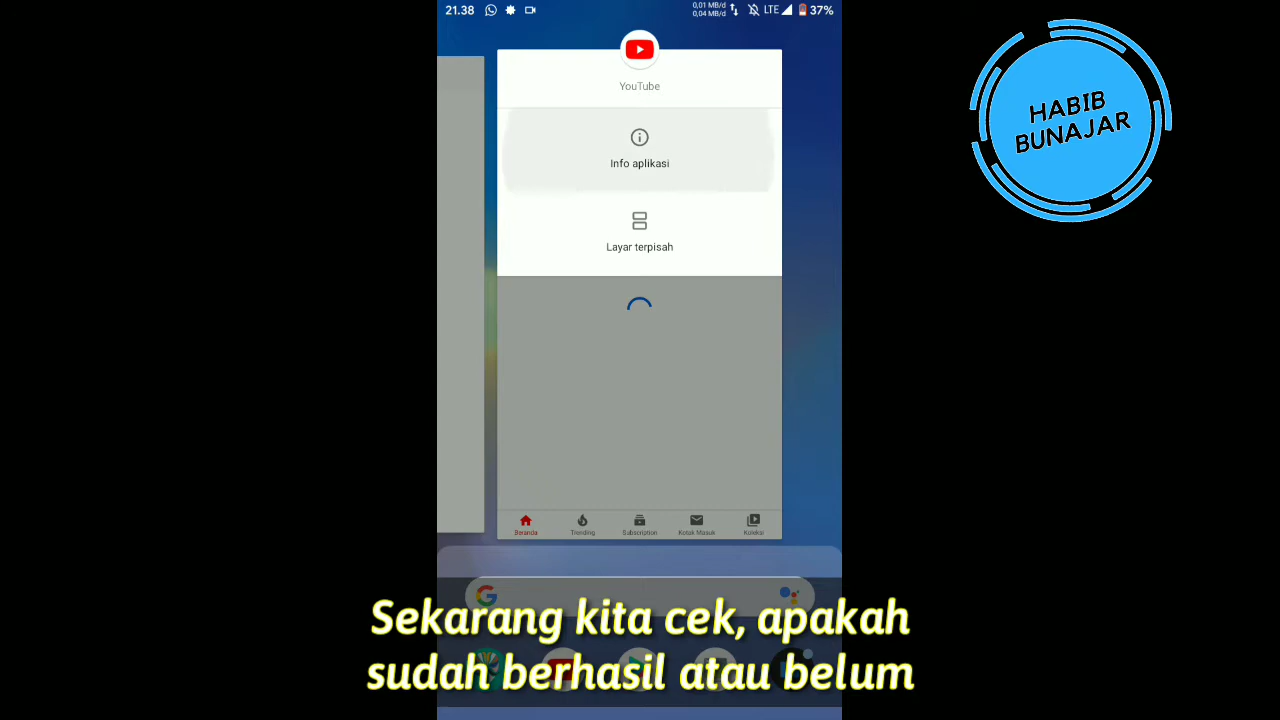 21.38
0,01 MB/d
0,04 MB/d
LTE
37%
YouTube
Info aplikasi
Layar terpisah
Beranda
Trending
Subscription
Kotak Masuk
Koleksi
HABIB
BUNAJAR
Sekarang kita cek, apakah
sudah berhasil atau belum